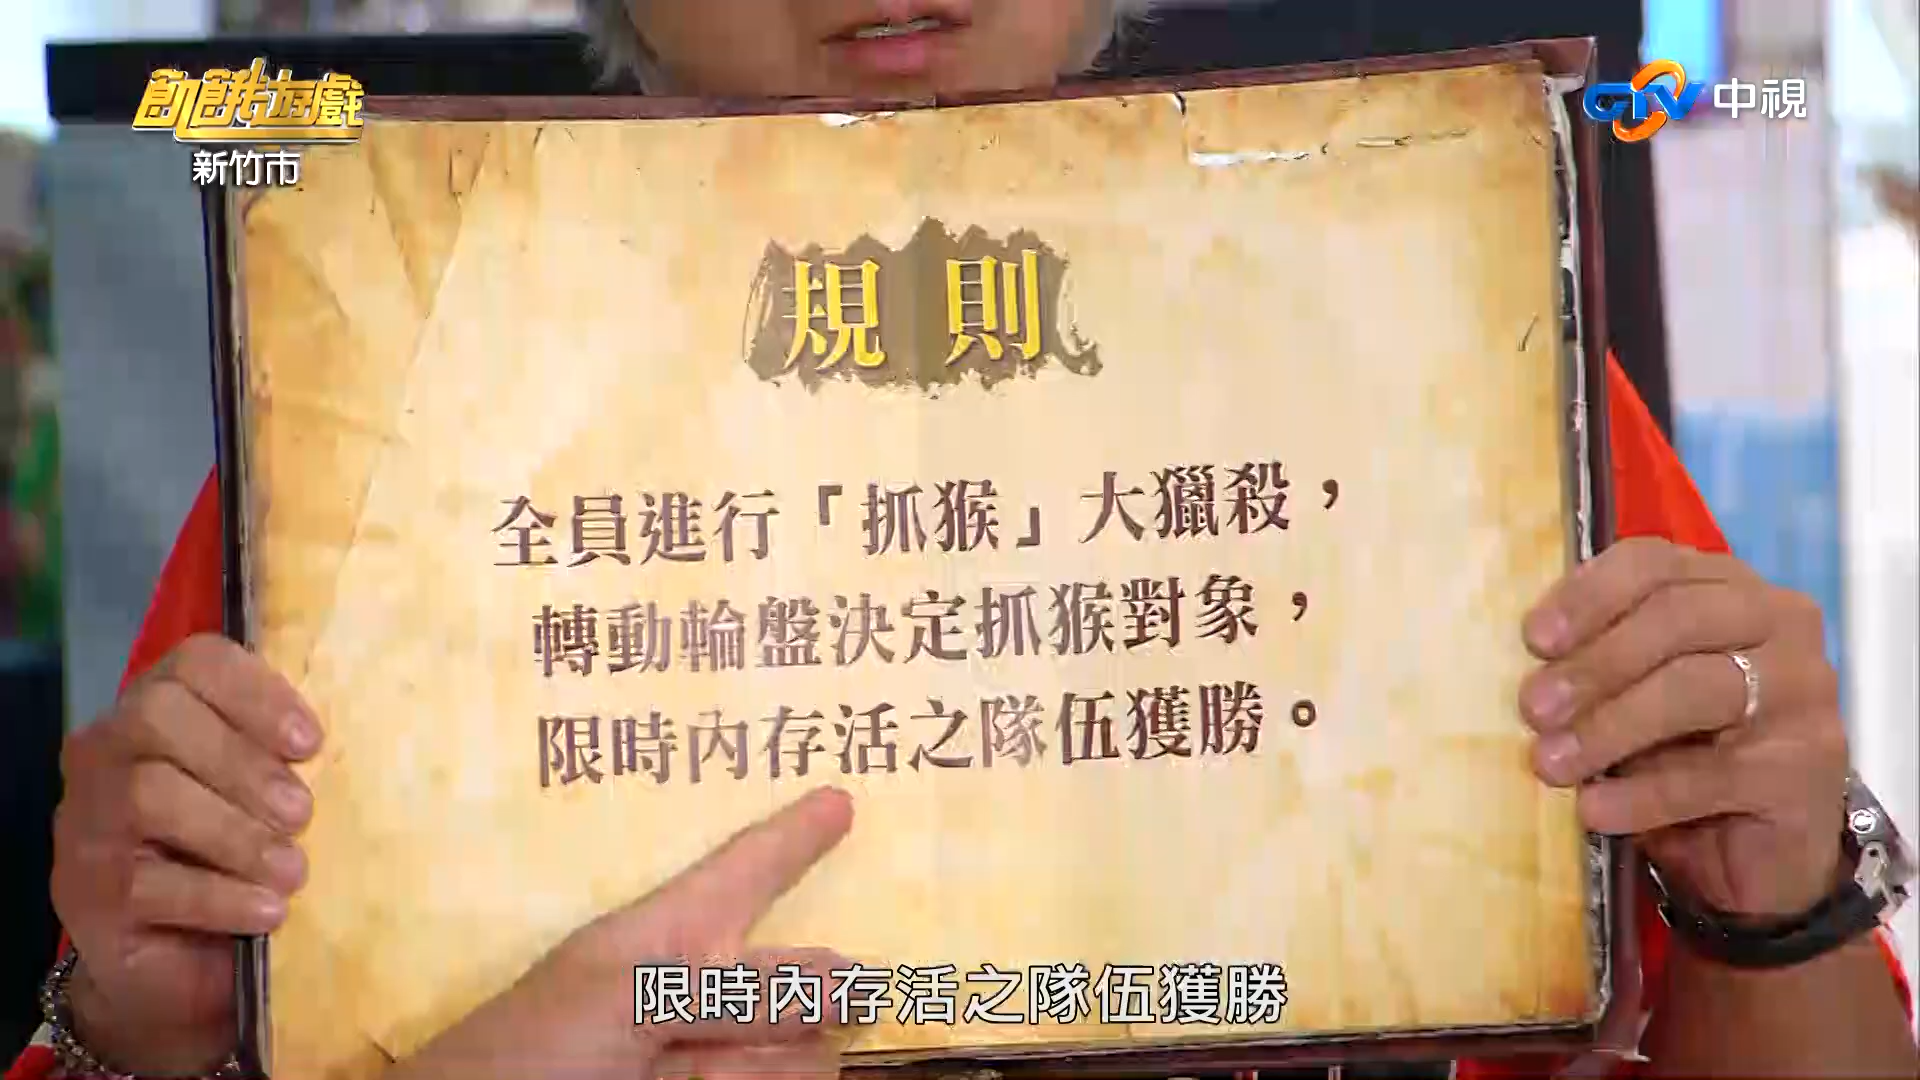 飢餓遊戲
新竹市
CTV 中視
規則
全員進行「抓猴」大獵殺，
轉動輪盤決定抓猴對象，
限時內存活之隊伍獲勝。
限時內存活之隊伍獲勝